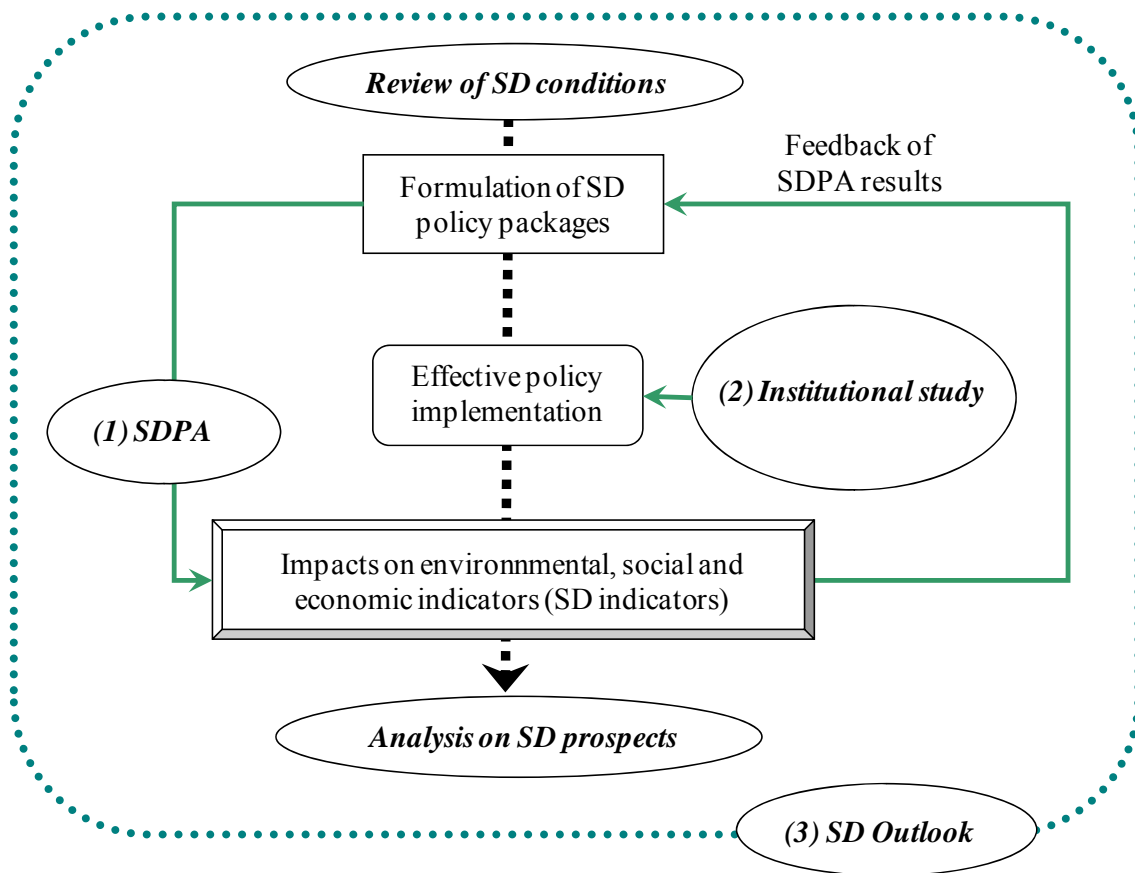 Review of SD conditions
Feedback of
SDPA results
Formulation of SD
policy packages
Effective policy
implementation
(2) Institutional study
(1) SDPA
Impacts on environnmental, social and
economic indicators (SD indicators)
Analysis on SD prospects
(3) SD Outlook